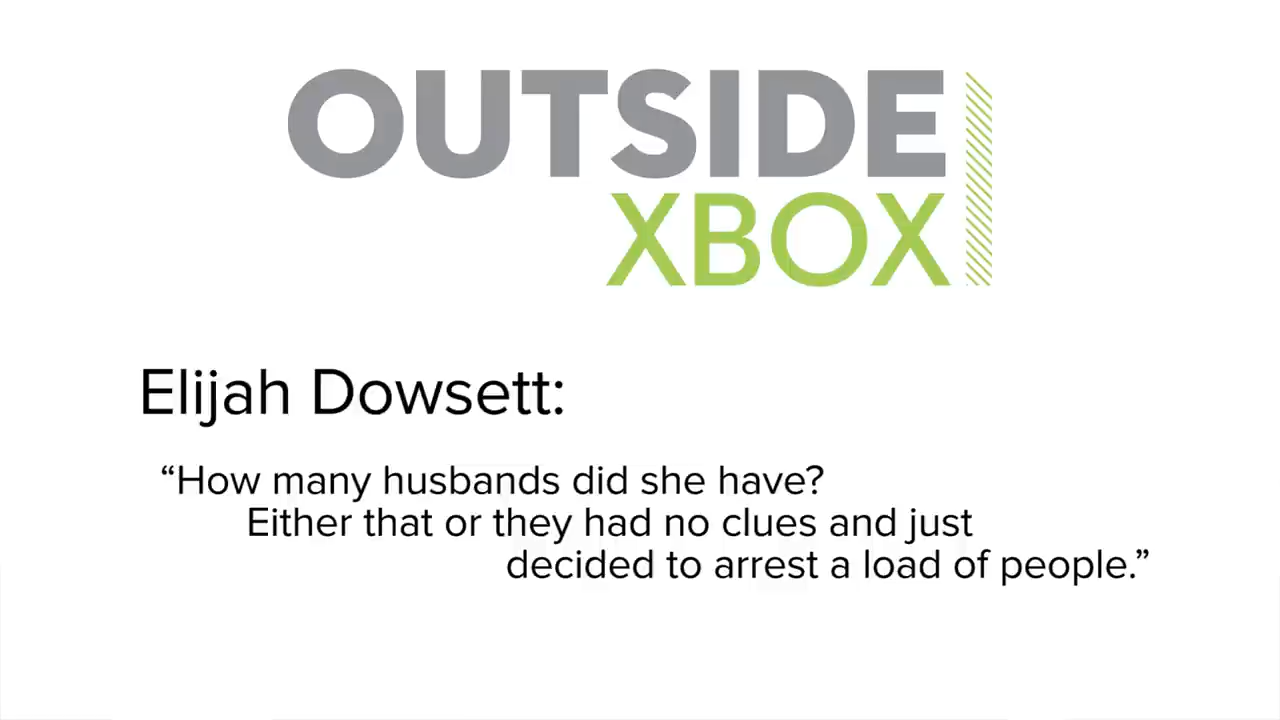 OUTSIDE
XBOX
Elijah Dowsett:
“How many husbands did she have?
Either that or they had no clues and just
decided to arrest a load of people.”